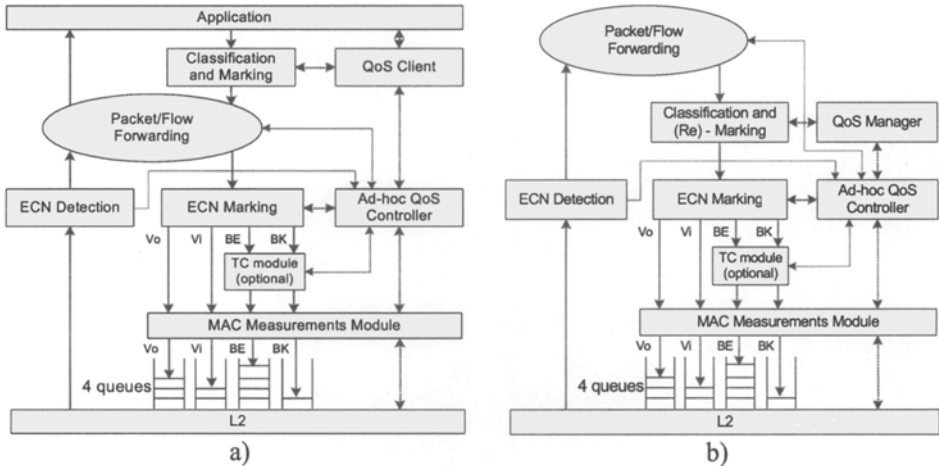 Application
Classification
and Marking
QoS Client
Packet/Flow
Forwarding
ECN Detection
ECN Marking
Ad-hoc QoS
Controller
Vo
Vi
BE
BK
TC module
(optional)
MAC Measurements Module
Vo
Vi
BE
BK
4 queues
L2
a)
Packet/Flow
Forwarding
Classification and
(Re) - Marking
QoS Manager
ECN Detection
ECN Marking
Ad-hoc QoS
Controller
Vo
Vi
BE
BK
TC module
(optional)
MAC Measurements Module
Vo
Vi
BE
BK
4 queues
L2
b)